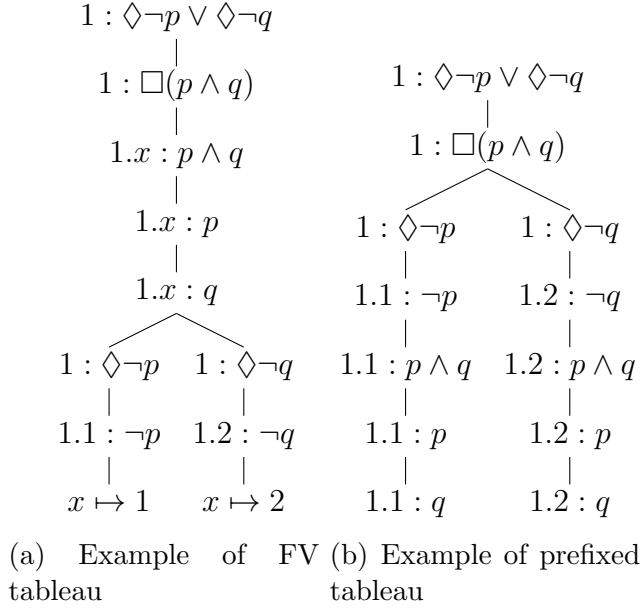 1 : ◊¬p ∨ ◊¬q
1 : □(p ∧ q)
1.x : p ∧ q
1.x : p
1.x : q
1 : ◊¬p 1 : ◊¬q
1.1 : ¬p 1.2 : ¬q
x ↦ 1 x ↦ 2
(a) Example of FV
tableau
1 : ◊¬p ∨ ◊¬q
1 : □(p ∧ q)
1 : ◊¬p 1 : ◊¬q
1.1 : ¬p 1.2 : ¬q
1.1 : p ∧ q 1.2 : p ∧ q
1.1 : p 1.2 : p
1.1 : q 1.2 : q
(b) Example of prefixed
tableau